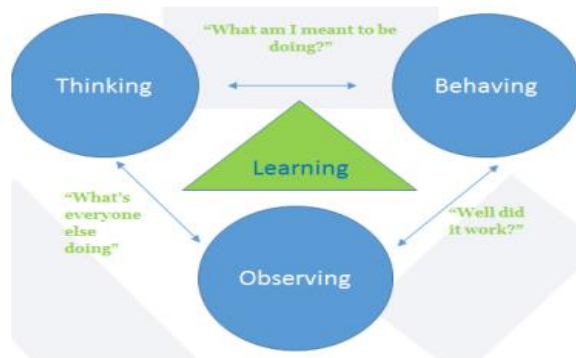 “What am I meant to be
doing?”
Thinking
Behaving
Learning
“What’s
everyone
else
doing”
“Well did
it work?”
Observing